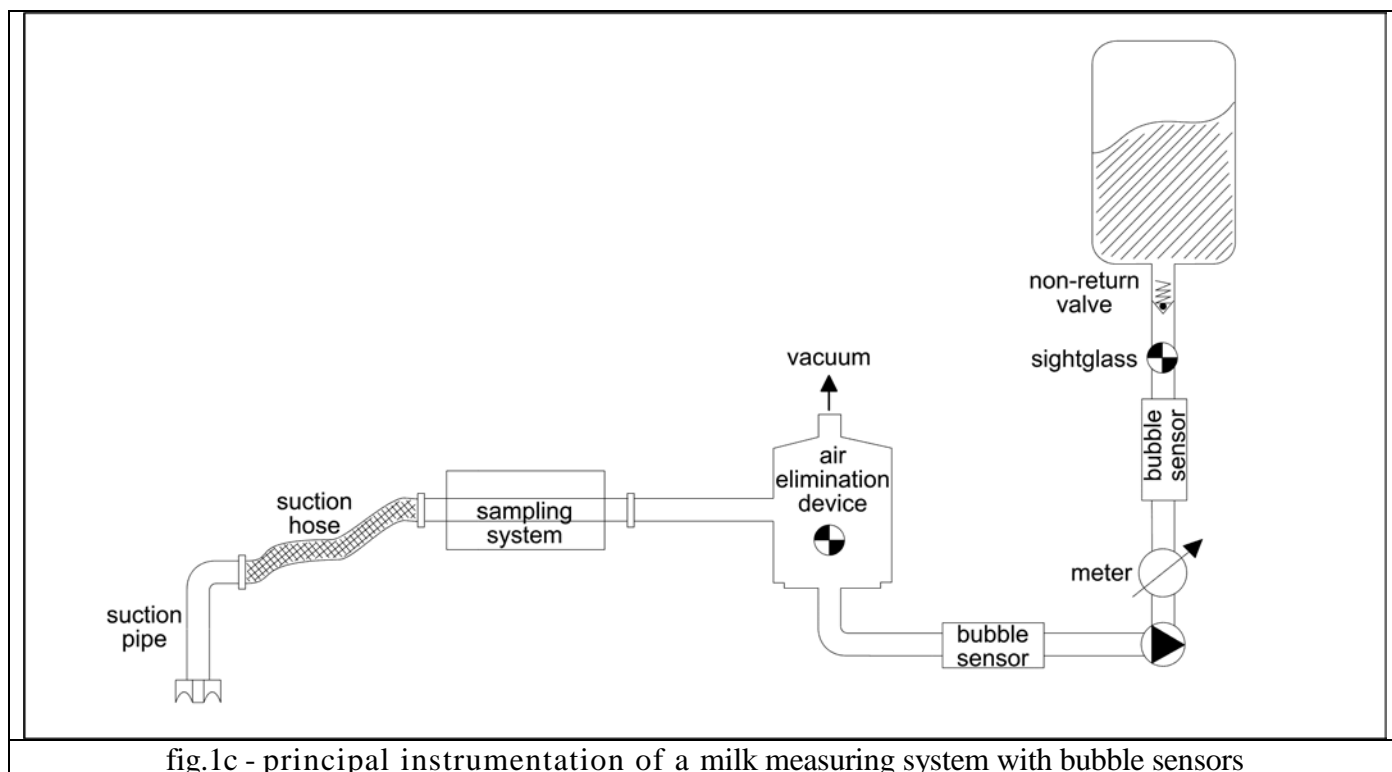 non-return
valve
sightglass
vacuum
bubble
sensor
air
elimination
device
suction
hose
sampling
system
meter
suction
pipe
bubble
sensor
fig.1c - principal instrumentation of a milk measuring system with bubble sensors